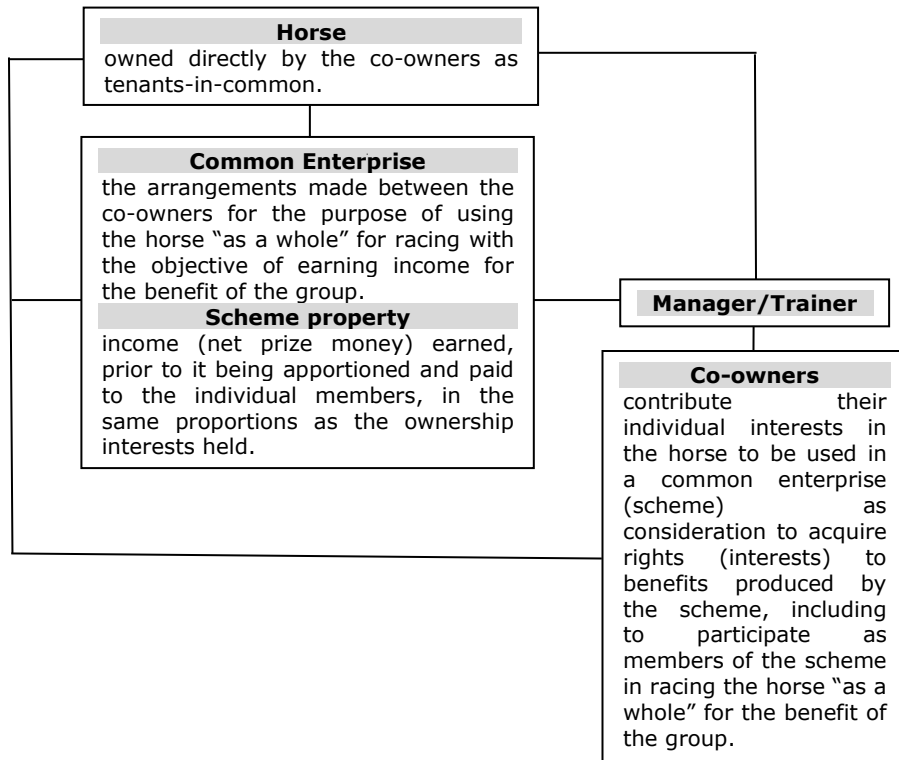 Horse
owned directly by the co-owners as
tenants-in-common.
Common Enterprise
the arrangements made between the
co-owners for the purpose of using
the horse “as a whole” for racing with
the objective of earning income for
the benefit of the group.
Scheme property
income (net prize money) earned,
prior to it being apportioned and paid
to the individual members, in the
same proportions as the ownership
interests held.
Manager/Trainer
Co-owners
contribute their
individual interests in
the horse to be used in
a common enterprise
(scheme) as
consideration to acquire
rights (interests) to
benefits produced by
the scheme, including
to participate as
members of the scheme
in racing the horse “as a
whole” for the benefit of
the group.